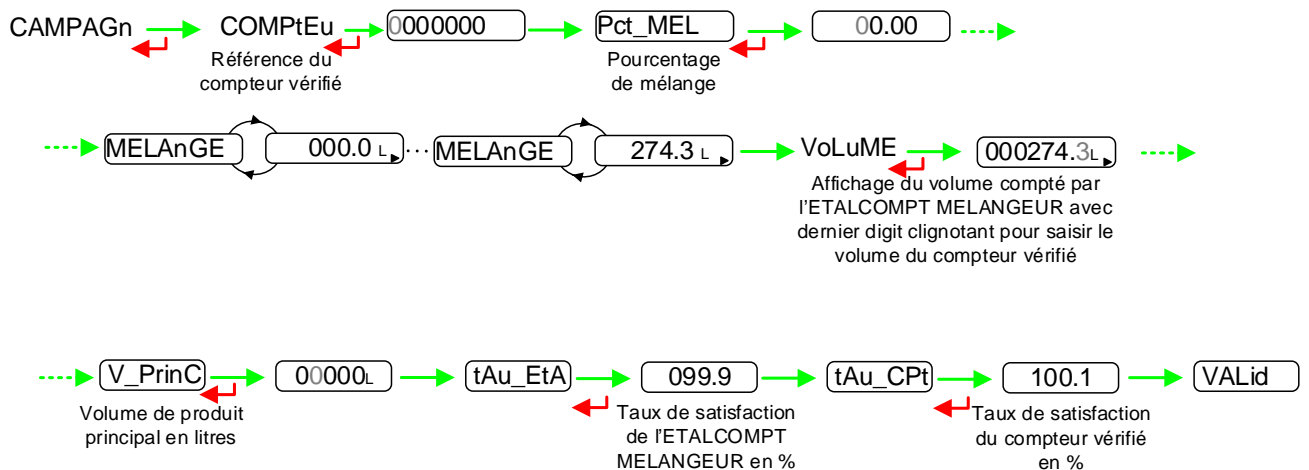 CAMPAGn COMPtEu 0000000 Pct_MEL 00.00
Référence du
compteur vérifié
Pourcentage
de mélange
MELAnGE 000.0 L ... MELAnGE 274.3 L VoLuME 000274.3L
Affichage du volume compté par
l'ETALCOMPT MELANGEUR avec
dernier digit clignotant pour saisir le
volume du compteur vérifié
V_PrinC 00000L tAu_EtA 099.9 tAu_CPt 100.1 VALid
Volume de produit
principal en litres
Taux de satisfaction
de l'ETALCOMPT
MELANGEUR en %
Taux de satisfaction
du compteur vérifié
en %